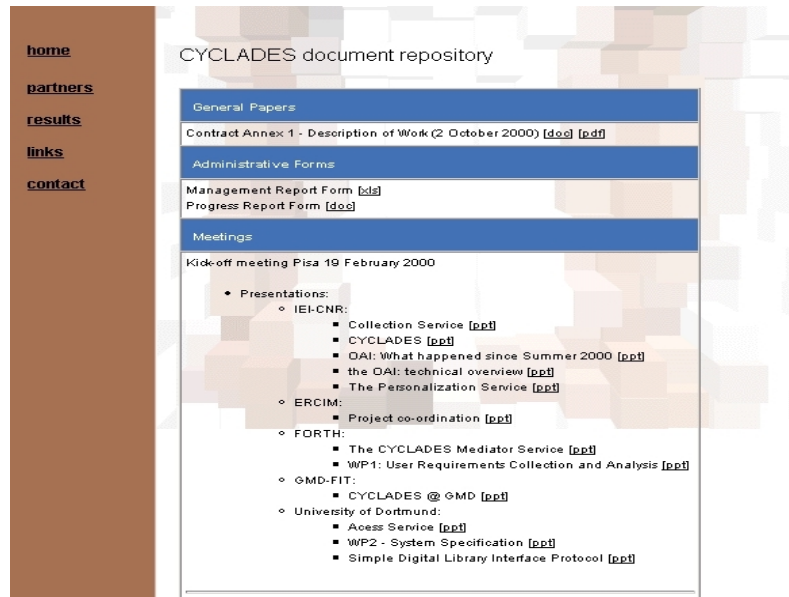 home
partners
results
links
contact
CYCLADES document repository
General Papers
Contract Annex 1 - Description of Work (2 October 2000) [doc] [pdf]
Administrative Forms
Management Report Form [xls]
Progress Report Form [doc]
Meetings
Kick-off meeting Pisa 19 February 2000
Presentations:
IEI-CNR:
Collection Service [ppt]
CYCLADES [ppt]
OAI: What happened since Summer 2000 [ppt]
the OAI: technical overview [ppt]
The Personalization Service [ppt]
ERCIM:
Project co-ordination [ppt]
FORTH:
The CYCLADES Mediator Service [ppt]
WP1: User Requirements Collection and Analysis [ppt]
GMD-FIT:
CYCLADES @ GMD [ppt]
University of Dortmund:
Acess Service [ppt]
WP2 - System Specification [ppt]
Simple Digital Library Interface Protocol [ppt]